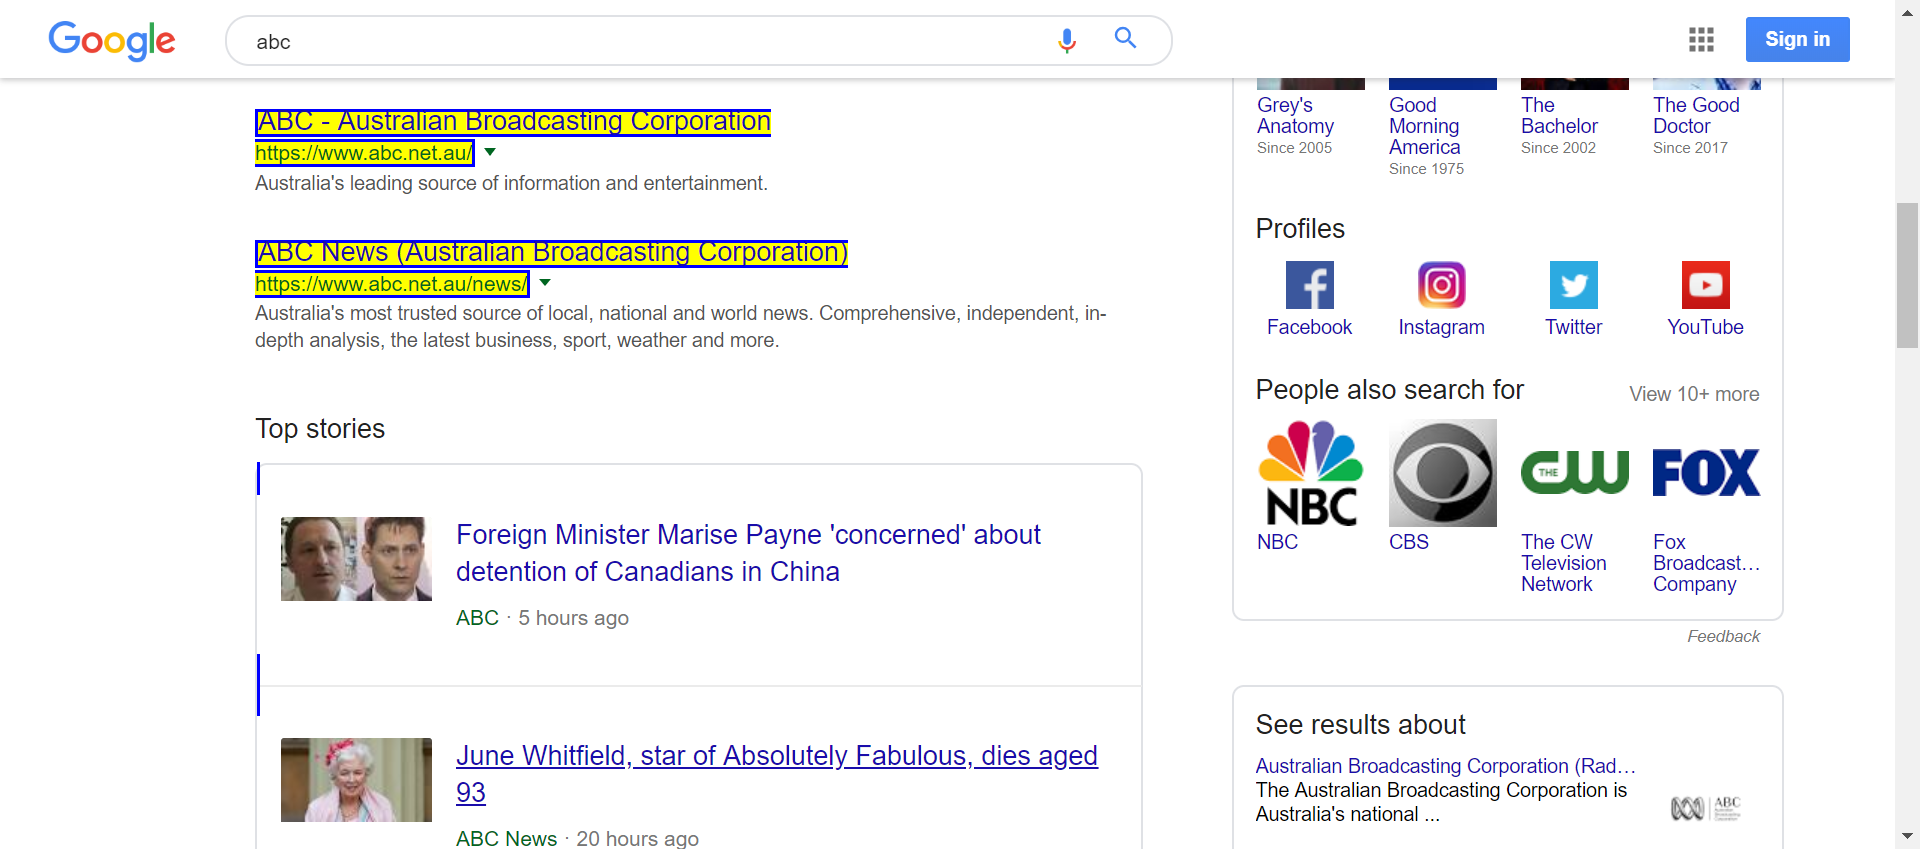 Google
abc
Sign in
ABC - Australian Broadcasting Corporation
https://www.abc.net.au/
Australia's leading source of information and entertainment.
ABC News (Australian Broadcasting Corporation)
https://www.abc.net.au/news/
Australia's most trusted source of local, national and world news. Comprehensive, independent, in-
depth analysis, the latest business, sport, weather and more.
Top stories
Foreign Minister Marise Payne 'concerned' about
detention of Canadians in China
ABC · 5 hours ago
June Whitfield, star of Absolutely Fabulous, dies aged
93
ABC News · 20 hours ago
Grey's
Anatomy
Since 2005
Good
Morning
America
Since 1975
The
Bachelor
Since 2002
The Good
Doctor
Since 2017
Profiles
Facebook
Instagram
Twitter
YouTube
People also search for
View 10+ more
NBC
NBC
CBS
THE CW
The CW
Television
Network
FOX
Fox
Broadcast…
Company
Feedback
See results about
Australian Broadcasting Corporation (Rad…
The Australian Broadcasting Corporation is
Australia's national ...
ABC